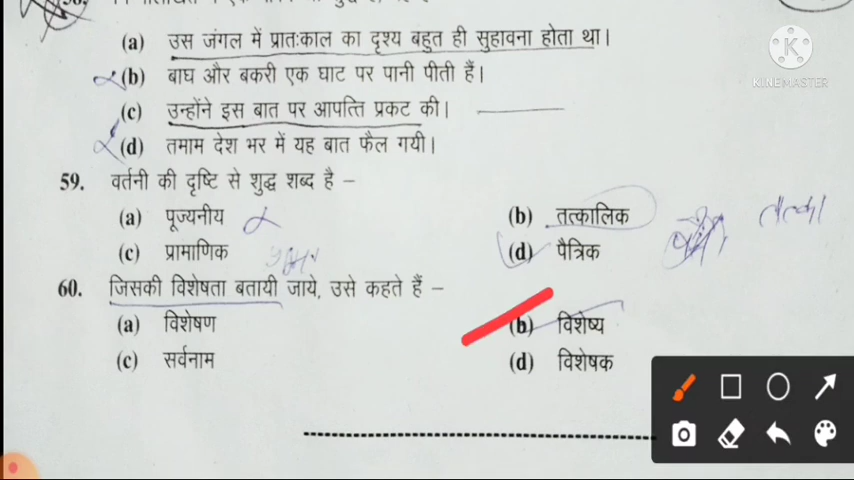 (a) उस जंगल में प्रातःकाल का दृश्य बहुत ही सुहावना होता था।
(b) बाघ और बकरी एक घाट पर पानी पीती हैं।
KINEMASTER
(c) उन्होंने इस बात पर आपत्ति प्रकट की।
(d) तमाम देश भर में यह बात फैल गयी।
59. वर्तनी की दृष्टि से शुद्ध शब्द है –
(a) पूज्यनीय (b) तत्कालिक
(c) प्रामाणिक (d) पैत्रिक
60. जिसकी विशेषता बतायी जाये, उसे कहते हैं –
(a) विशेषण (b) विशेष्य
(c) सर्वनाम (d) विशेषक